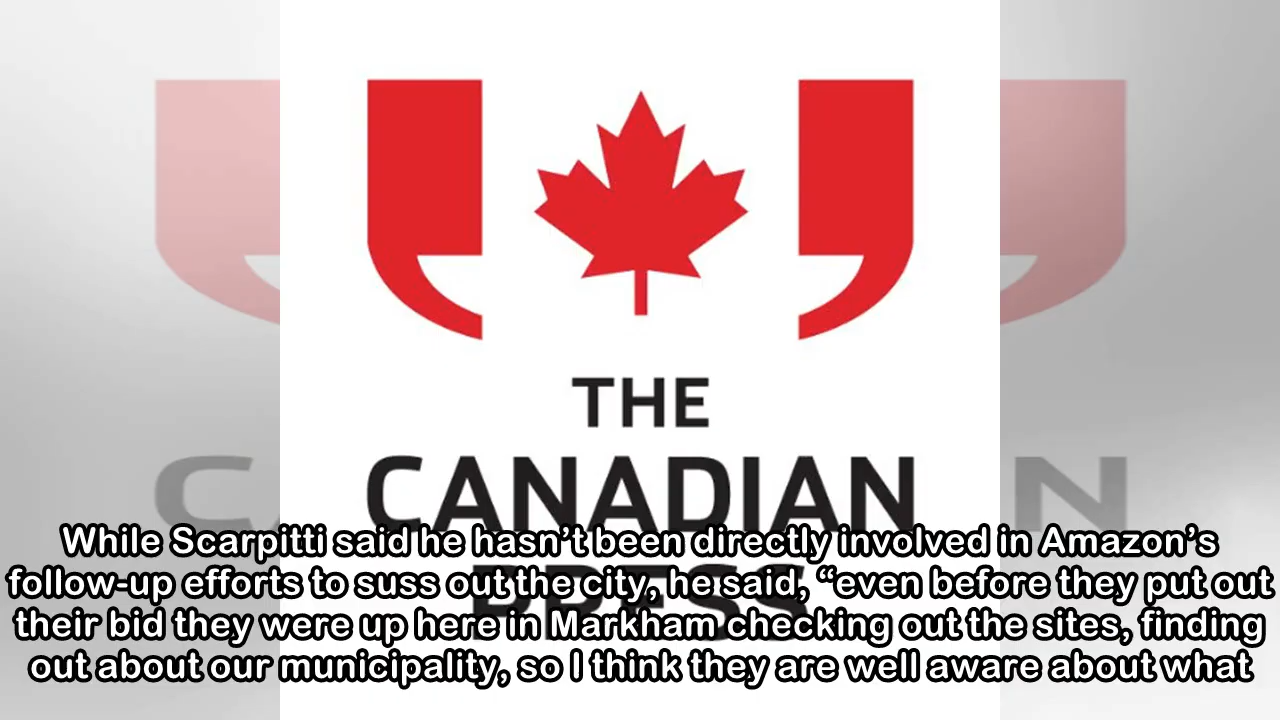 THE
CANADIAN
PRESS
While Scarpitti said he hasn’t been directly involved in Amazon’s
follow-up efforts to suss out the city, he said, “even before they put out
their bid they were up here in Markham checking out the sites, finding
out about our municipality, so I think they are well aware about what